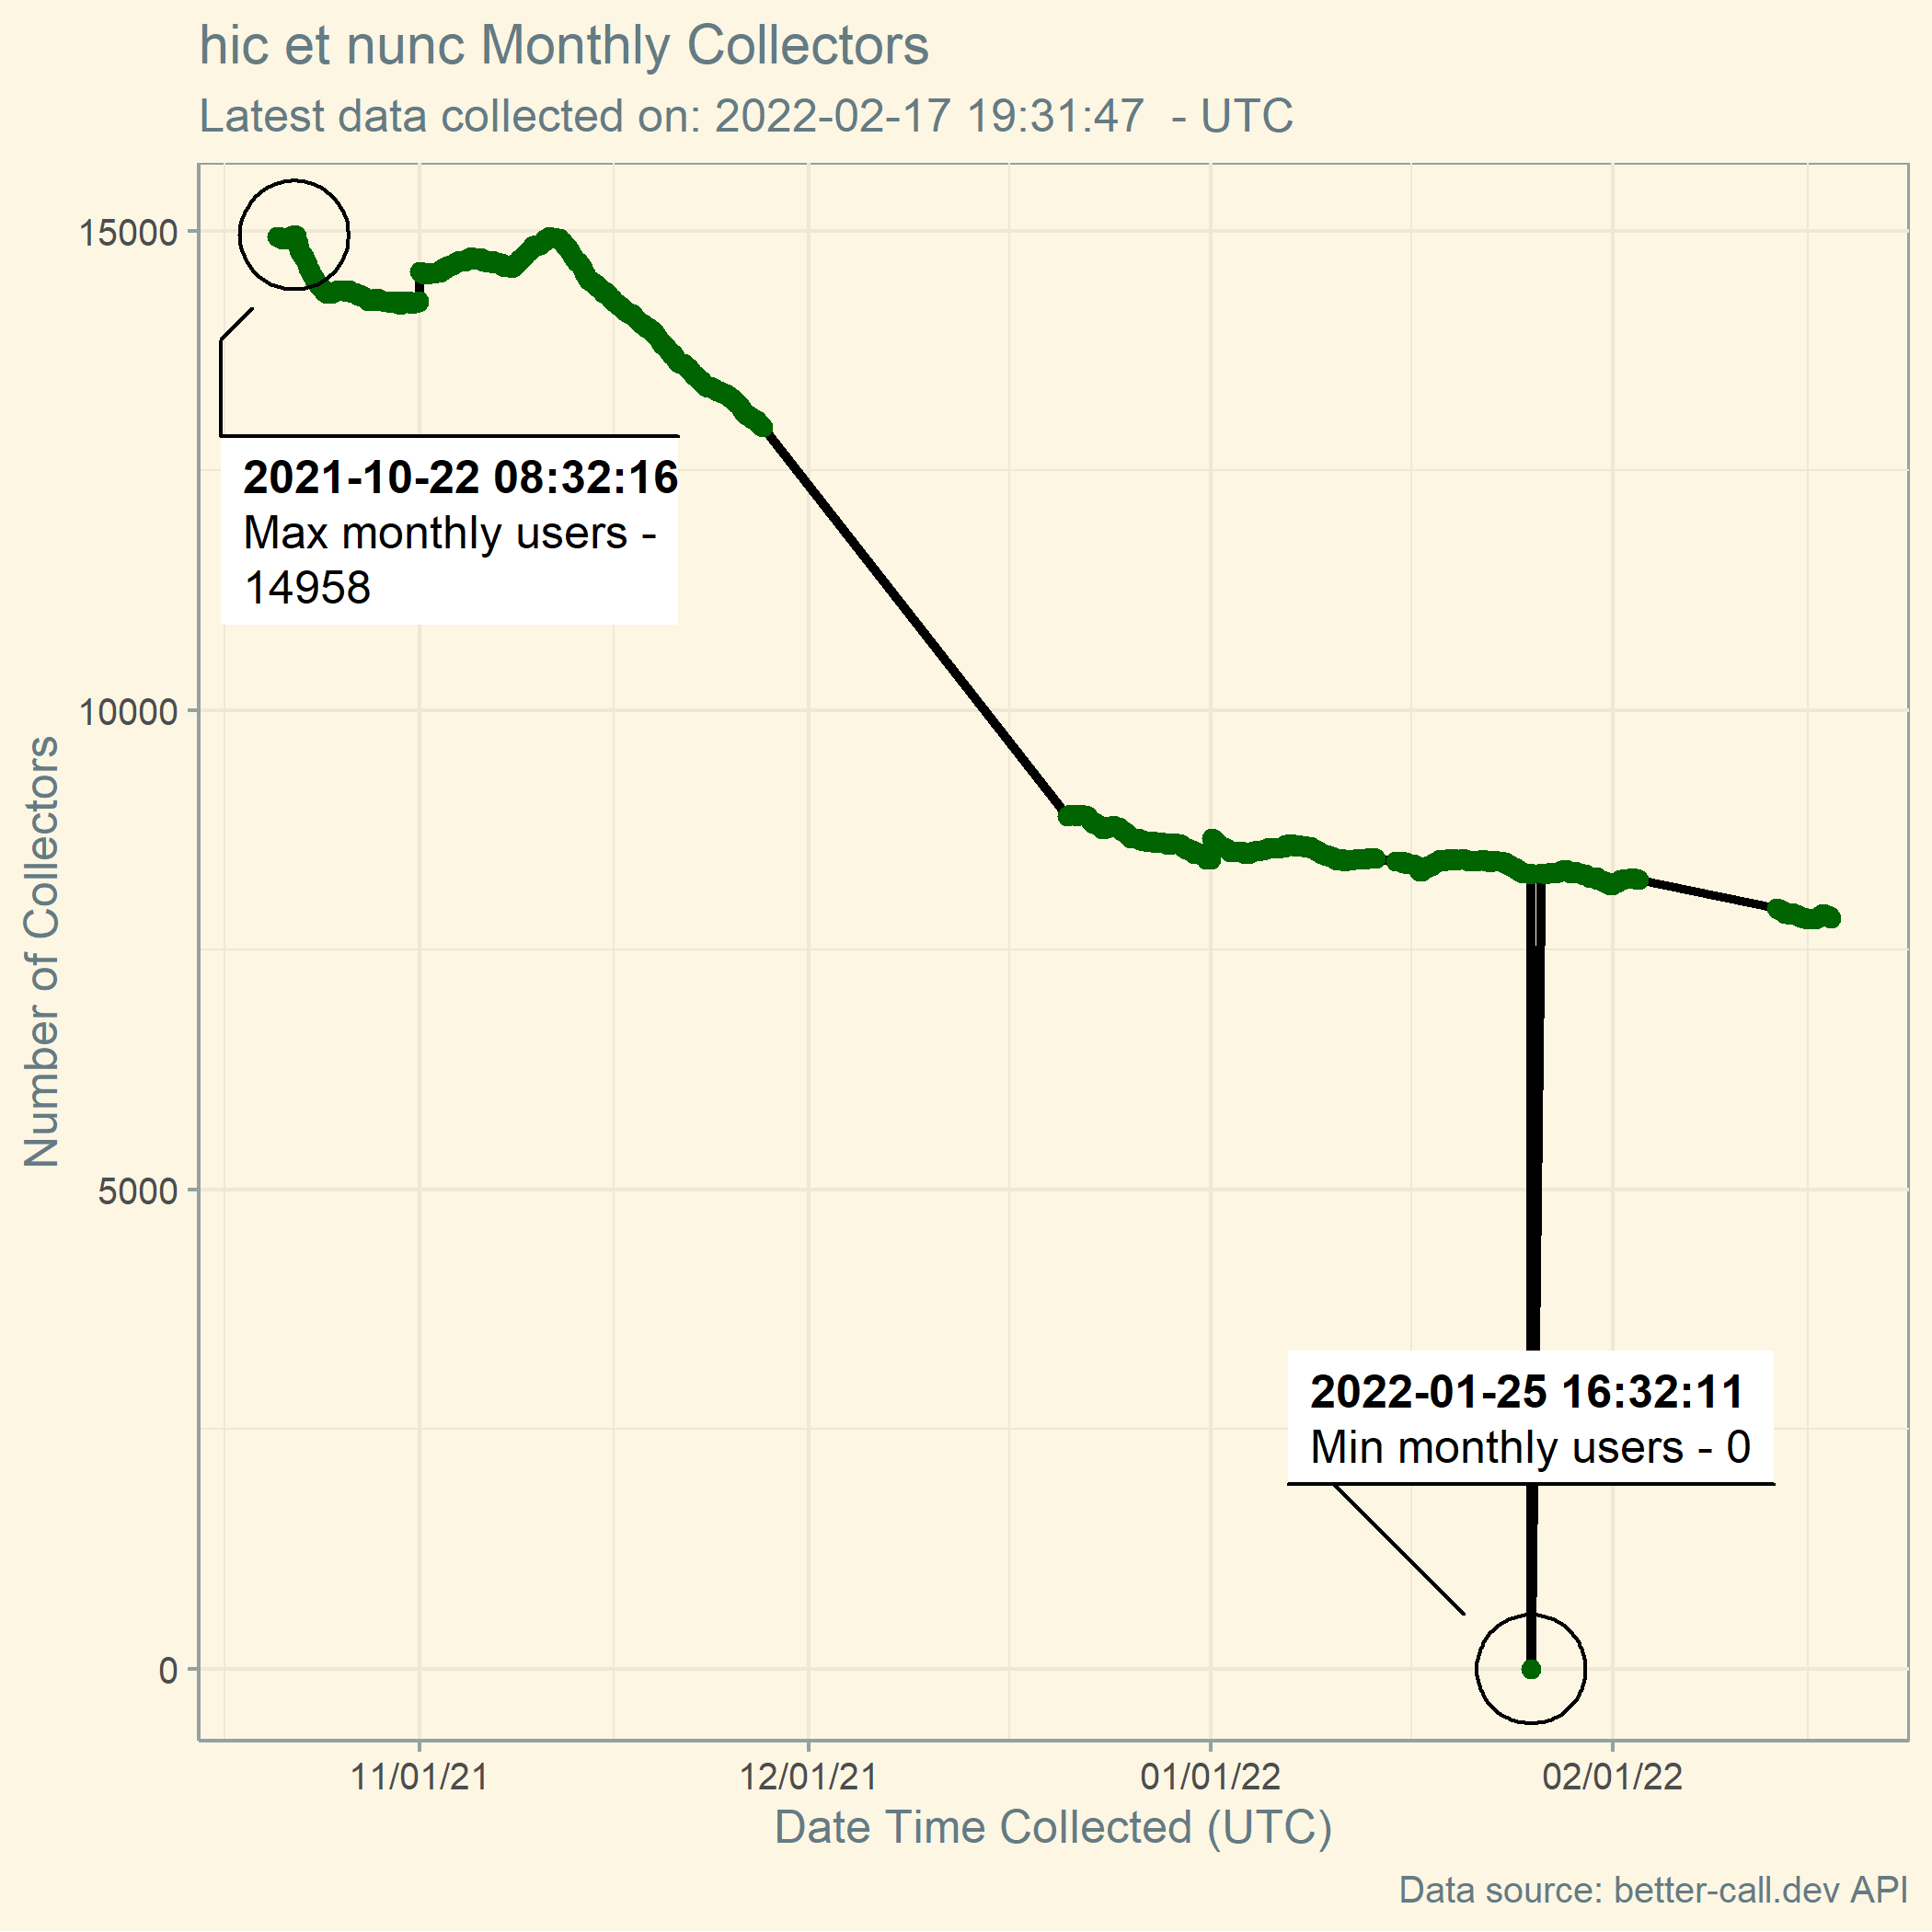 hic et nunc Monthly Collectors
Latest data collected on: 2022-02-17 19:31:47  - UTC
15000
10000
5000
0
Number of Collectors
2021-10-22 08:32:16
Max monthly users -
14958
2022-01-25 16:32:11
Min monthly users - 0
11/01/21
12/01/21
01/01/22
02/01/22
Date Time Collected (UTC)
Data source: better-call.dev API